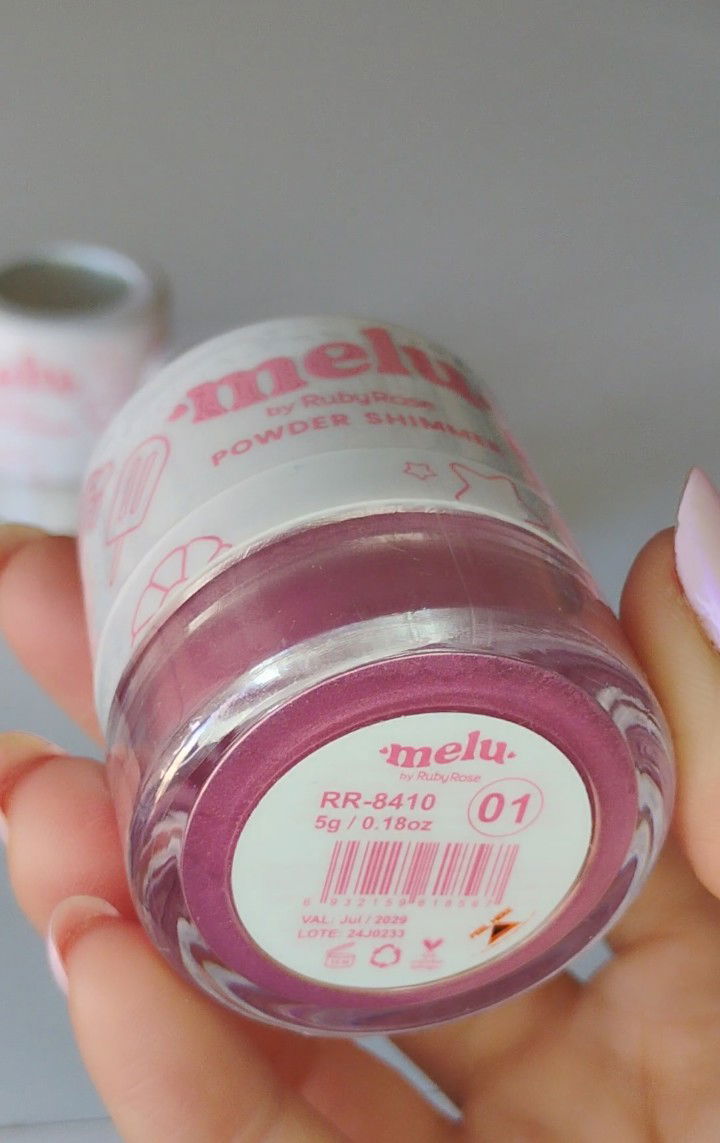 melu
by RubyRose
POWDER SHIMMER
melu
by RubyRose
RR-8410
01
5g / 0.18oz
VAL: Jul / 2029
LOTE: 24J0233